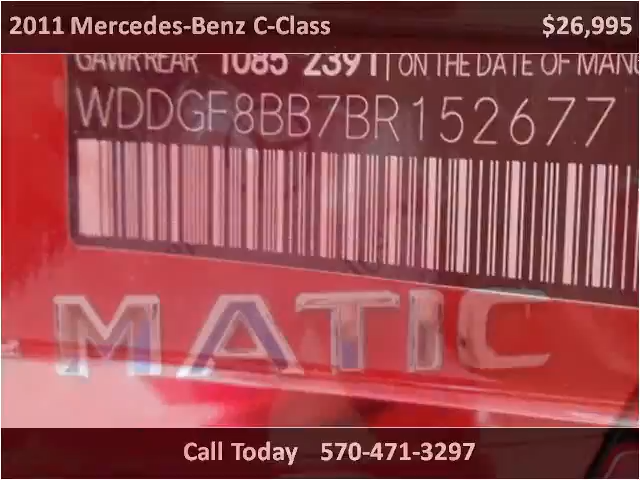 2011 Mercedes-Benz C-Class $26,995
GAWR REAR 1085 2391 ON THE DATE OF MANU
WDDGF8BB7BR152677
MATIC
Call Today 570-471-3297